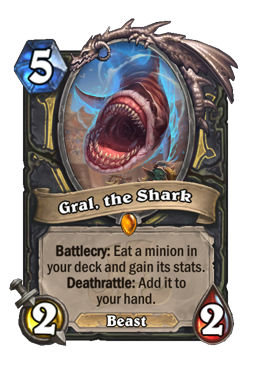 5
Gral, the Shark
Battlecry: Eat a minion in
your deck and gain its stats.
Deathrattle: Add it to
your hand.
2
Beast
2